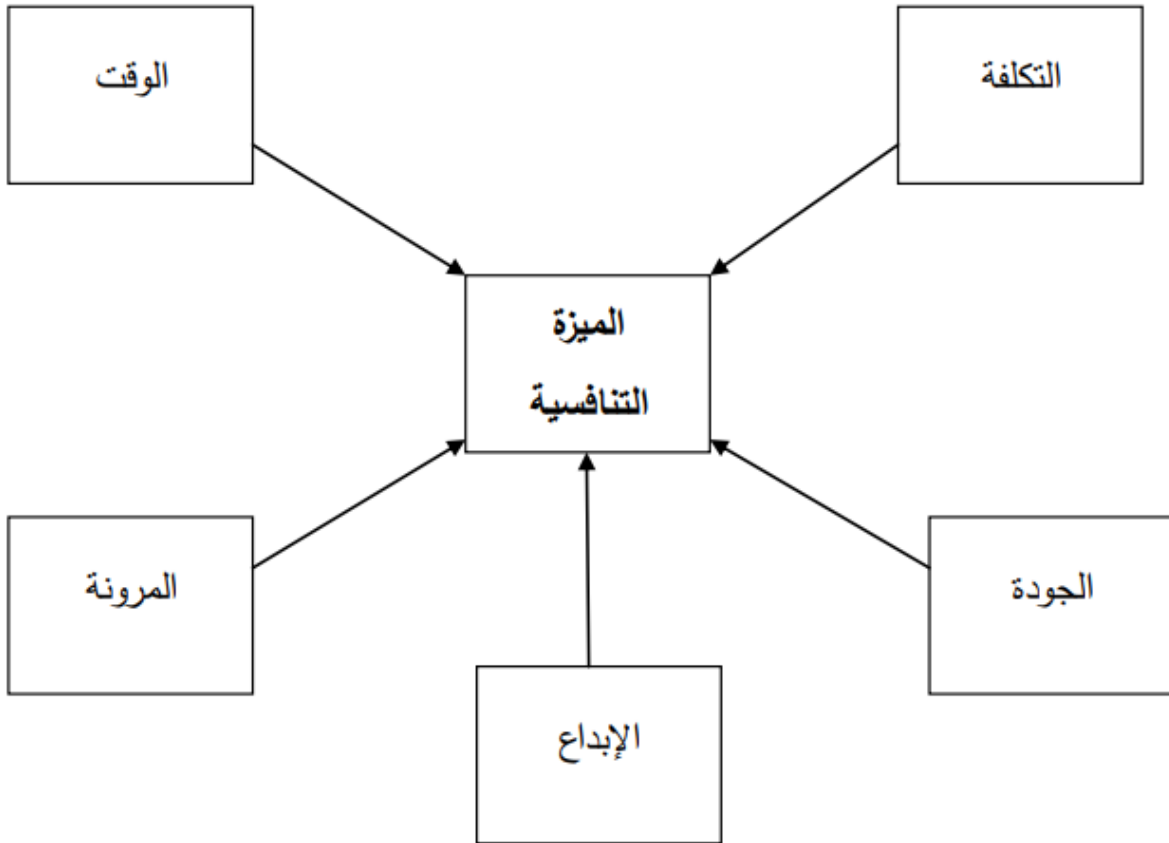 التكلفة
الوقت
الميزة
التنافسية
الجودة
المرونة
الإبداع